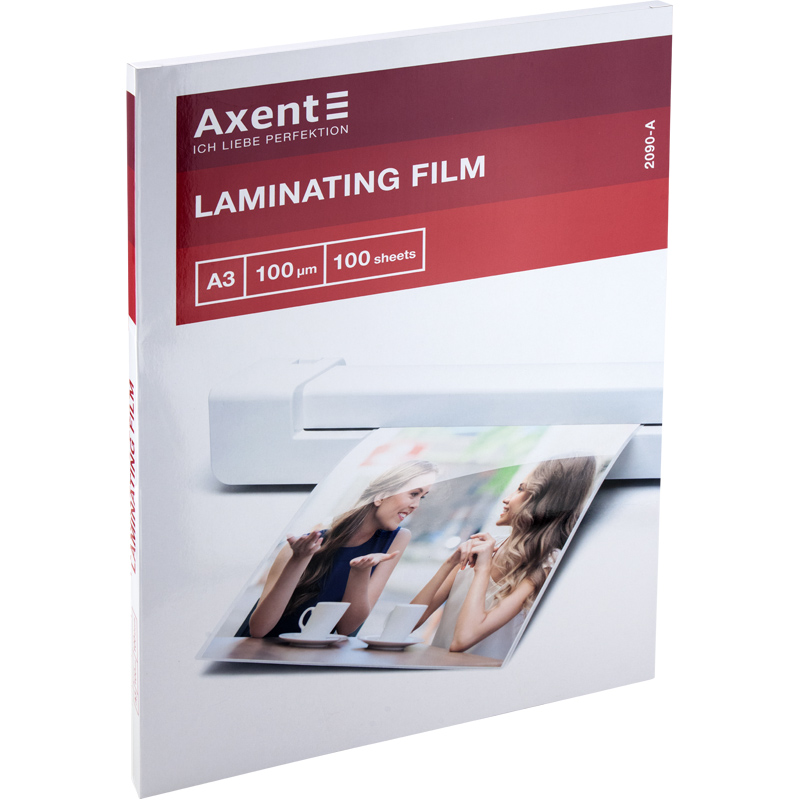 Axent
ICH LIEBE PERFEKTION
LAMINATING FILM
A3 100 µm 100 sheets
2090-A
LAMINATING FILM